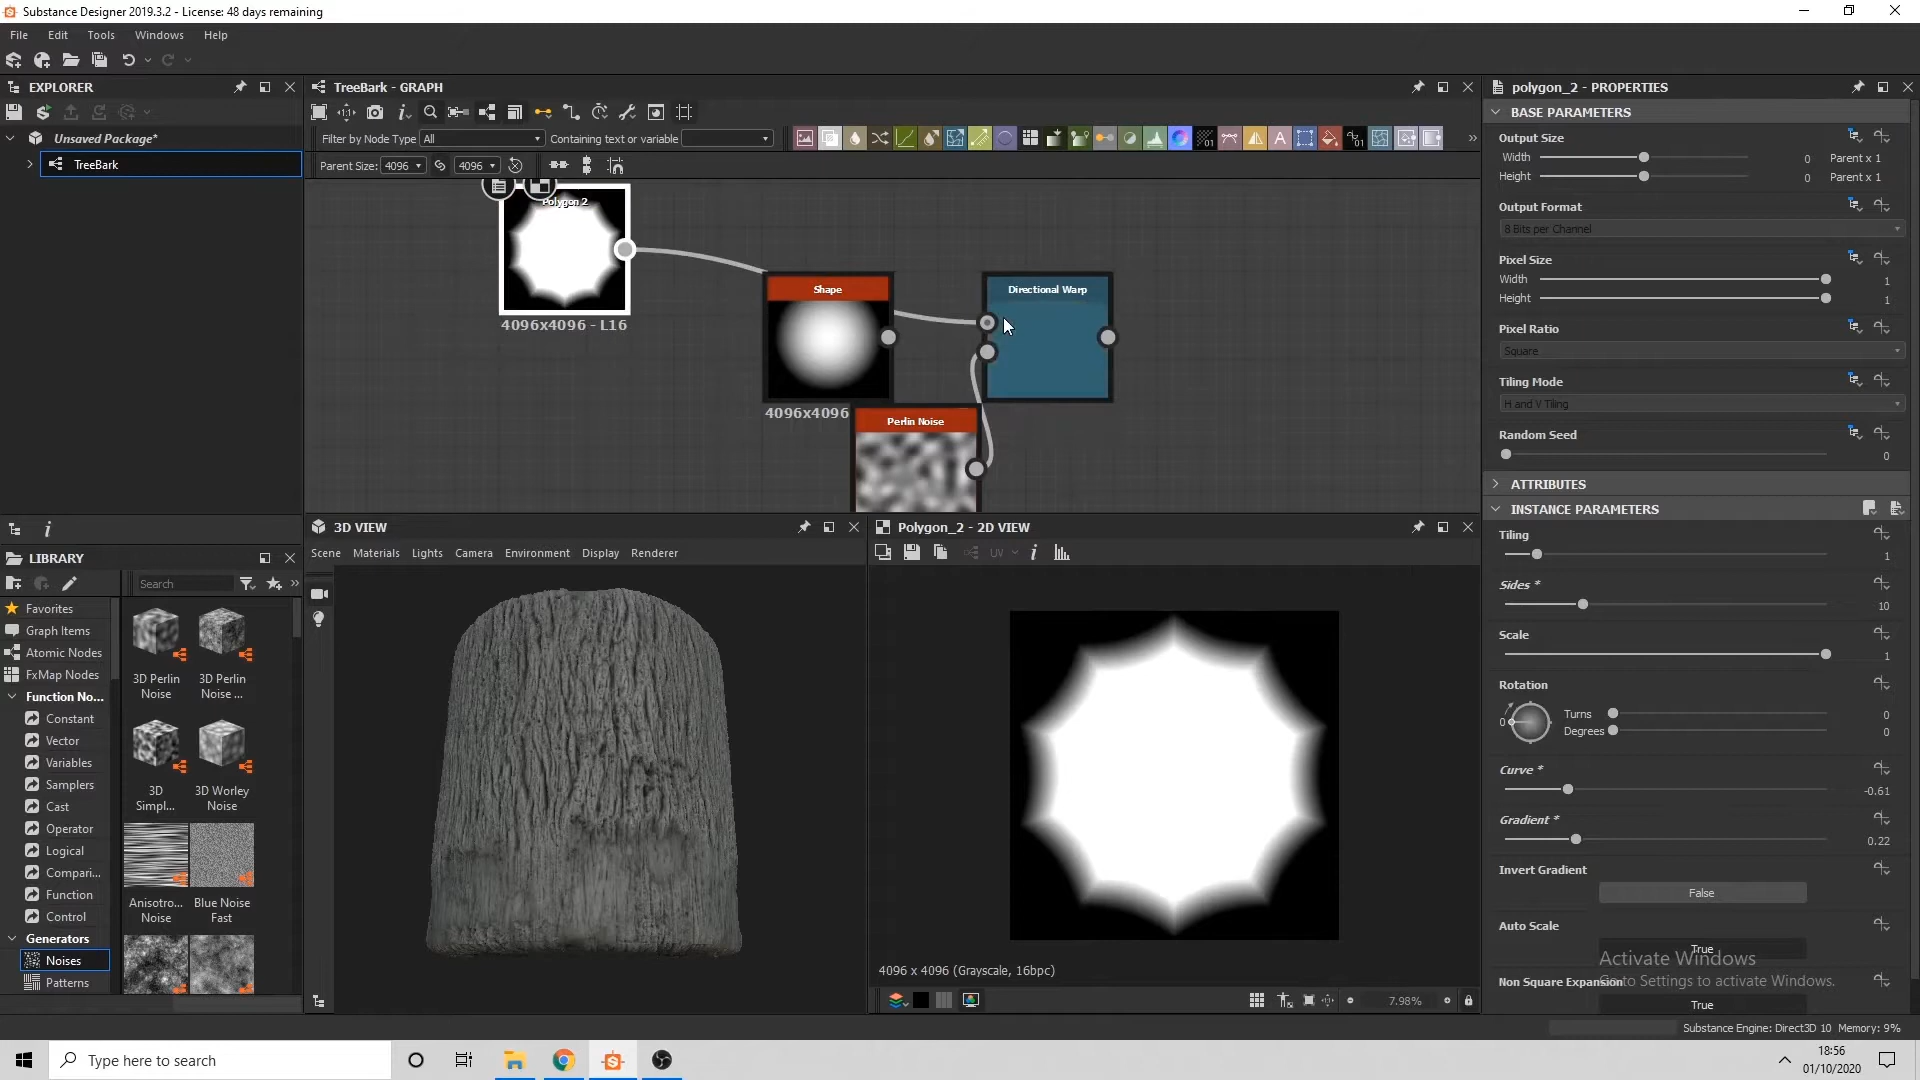 Substance Designer 2019.3.2 - License: 48 days remaining
File Edit Tools Windows Help
EXPLORER
Unsaved Package*
TreeBark
TreeBark - GRAPH
Filter by Node Type All Containing text or variable
Parent Size: 4096 4096
Polygon 2
4096x4096 - L16
Shape
4096x4096
Directional Warp
Perlin Noise
LIBRARY
Search
Favorites
Graph Items
Atomic Nodes
FxMap Nodes
Function No...
Constant
Vector
Variables
Samplers
Cast
Operator
Logical
Compari...
Function
Control
Generators
Noises
Patterns
3D Perlin Noise
3D Perlin Noise ...
3D Simpl...
3D Worley Noise
Anisotro... Noise
Blue Noise Fast
3D VIEW
Scene Materials Lights Camera Environment Display Renderer
Polygon_2 - 2D VIEW
UV
4096 x 4096 (Grayscale, 16bpc)
7.98%
polygon_2 - PROPERTIES
BASE PARAMETERS
Output Size
Width 0 Parent x 1
Height 0 Parent x 1
Output Format
8 Bits per Channel
Pixel Size
Width 1
Height 1
Pixel Ratio
Square
Tiling Mode
H and V Tiling
Random Seed
0
ATTRIBUTES
INSTANCE PARAMETERS
Tiling
1
Sides *
10
Scale
1
Rotation
0 Turns 0
Degrees 0
Curve *
-0.61
Gradient *
0.22
Invert Gradient
False
Auto Scale
True
Activate Windows
Go to Settings to activate Windows.
Non Square Expansion
True
Substance Engine: Direct3D 10 Memory: 9%
Type here to search
18:56
01/10/2020